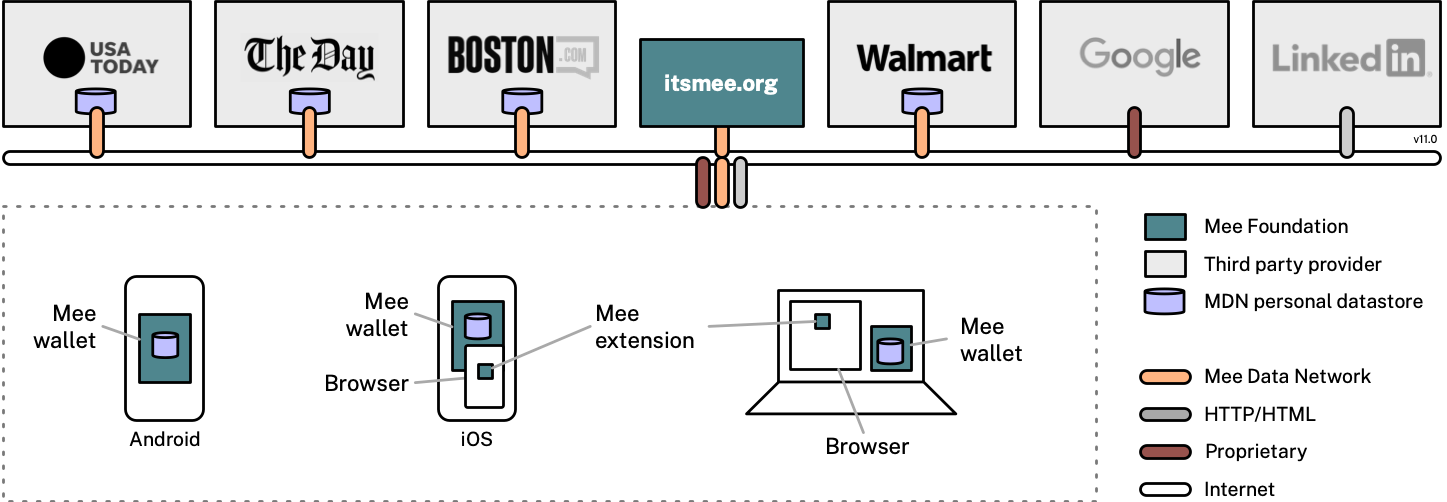 USA
TODAY
The Day
BOSTON
.COM
itsmee.org
Walmart
Google
Linked in
v11.0
Mee
wallet
Android
Mee
wallet
Browser
iOS
Mee
extension
Mee
wallet
Browser
Mee Foundation
Third party provider
MDN personal datastore
Mee Data Network
HTTP/HTML
Proprietary
Internet